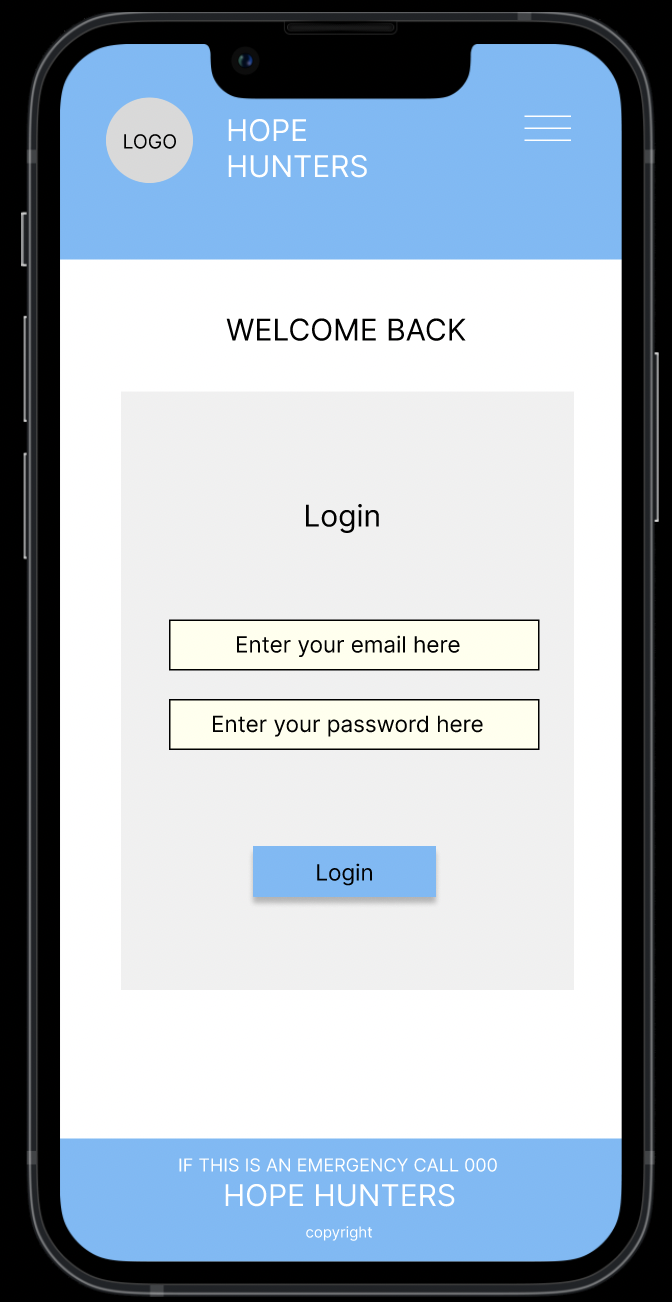 LOGO
HOPE
HUNTERS
WELCOME BACK
Login
Enter your email here
Enter your password here
Login
IF THIS IS AN EMERGENCY CALL 000
HOPE HUNTERS
copyright